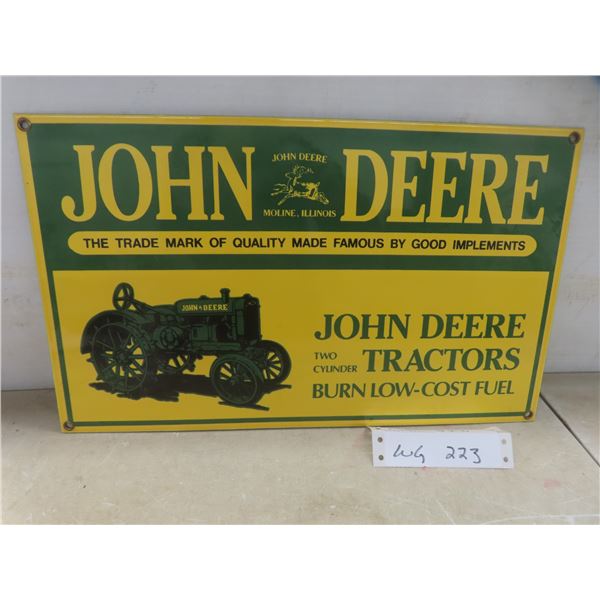 JOHN DEERE
JOHN DEERE
MOLINE, ILLINOIS
THE TRADE MARK OF QUALITY MADE FAMOUS BY GOOD IMPLEMENTS
JOHN DEERE
JOHN DEERE
TWO CYLINDER TRACTORS
BURN LOW-COST FUEL
WG 223